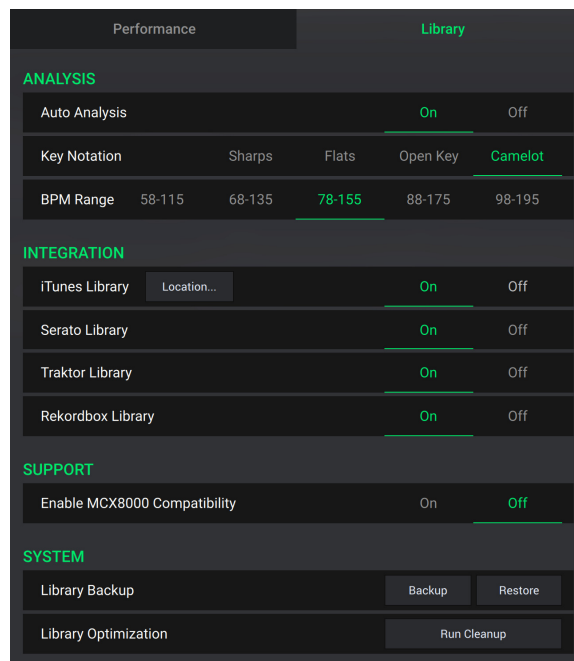 Performance Library
ANALYSIS
Auto Analysis On Off
Key Notation Sharps Flats Open Key Camelot
BPM Range 58-115 68-135 78-155 88-175 98-195
INTEGRATION
iTunes Library Location... On Off
Serato Library On Off
Traktor Library On Off
Rekordbox Library On Off
SUPPORT
Enable MCX8000 Compatibility On Off
SYSTEM
Library Backup Backup Restore
Library Optimization Run Cleanup